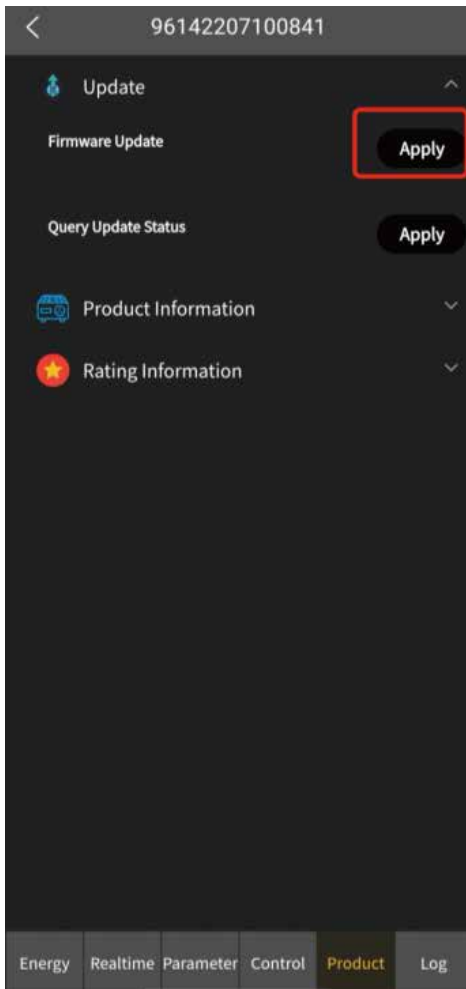 96142207100841
Update
Firmware Update Apply
Query Update Status Apply
Product Information
Rating Information
Energy Realtime Parameter Control Product Log